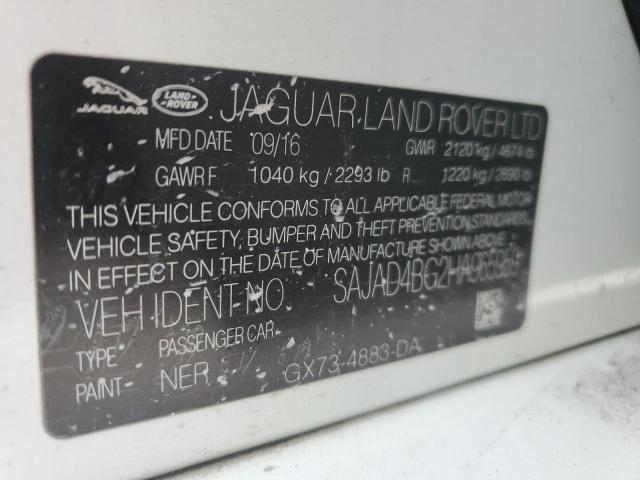 JAGUAR LAND-ROVER JAGUAR LAND ROVER LTD
MFD DATE 09/16 GVWR 2120 kg / 4674 lb
GAWR F 1040 kg / 2293 lb R 1220 kg / 2690 lb
THIS VEHICLE CONFORMS TO ALL APPLICABLE FEDERAL MOTOR
VEHICLE SAFETY, BUMPER AND THEFT PREVENTION STANDARDS
IN EFFECT ON THE DATE OF MANUFACTURE SHOWN ABOVE.
VEH IDENT-NO.
TYPE PASSENGER CAR
PAINT- NER GX73-4883-DA